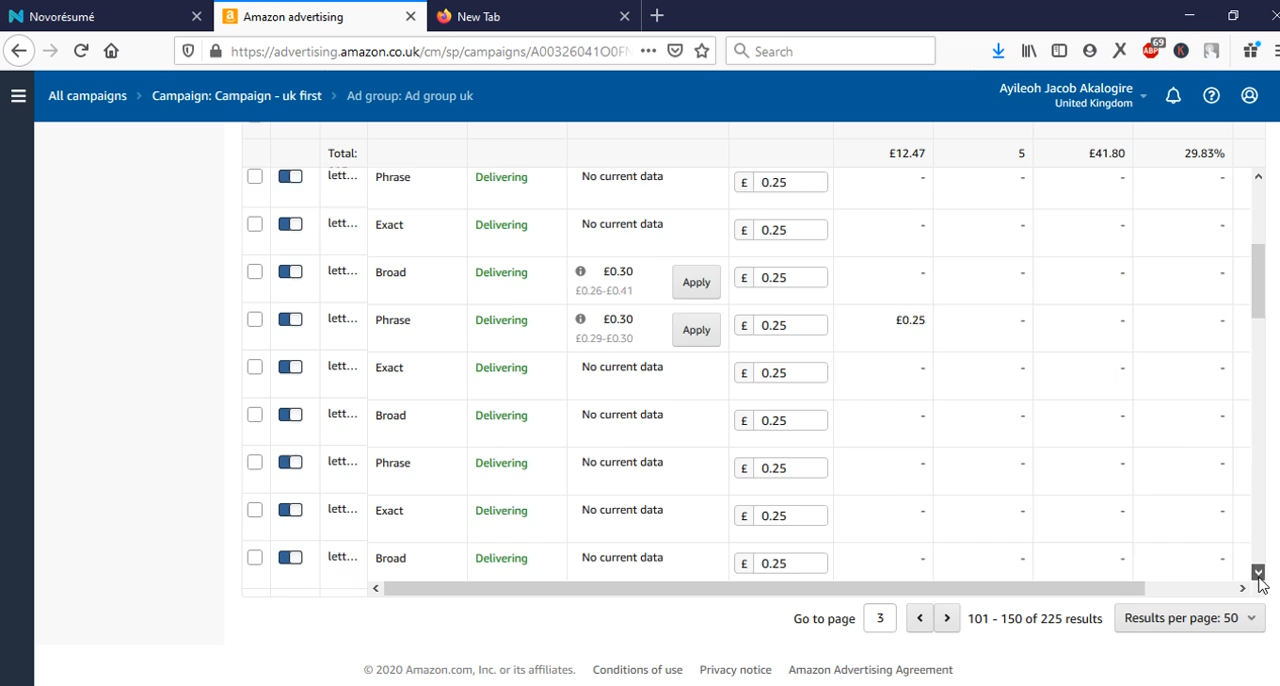 Novorésumé
Amazon advertising
New Tab
https://advertising.amazon.co.uk/cm/sp/campaigns/
Search
69
ABP
K
All campaigns > Campaign: Campaign - uk first > Ad group: Ad group uk
Ayileoh Jacob Akalogire
United Kingdom
Total: £12.47 5 £41.80 29.83%
lett... Phrase Delivering No current data £ 0.25 - - - -
lett... Exact Delivering No current data £ 0.25 - - - -
lett... Broad Delivering £0.30 £0.26-£0.41 Apply £ 0.25 - - - -
lett... Phrase Delivering £0.30 £0.29-£0.30 Apply £ 0.25 £0.25 - - -
lett... Exact Delivering No current data £ 0.25 - - - -
lett... Broad Delivering No current data £ 0.25 - - - -
lett... Phrase Delivering No current data £ 0.25 - - - -
lett... Exact Delivering No current data £ 0.25 - - - -
lett... Broad Delivering No current data £ 0.25 - - - -
Go to page 3 < > 101 - 150 of 225 results Results per page: 50
© 2020 Amazon.com, Inc. or its affiliates. Conditions of use Privacy notice Amazon Advertising Agreement